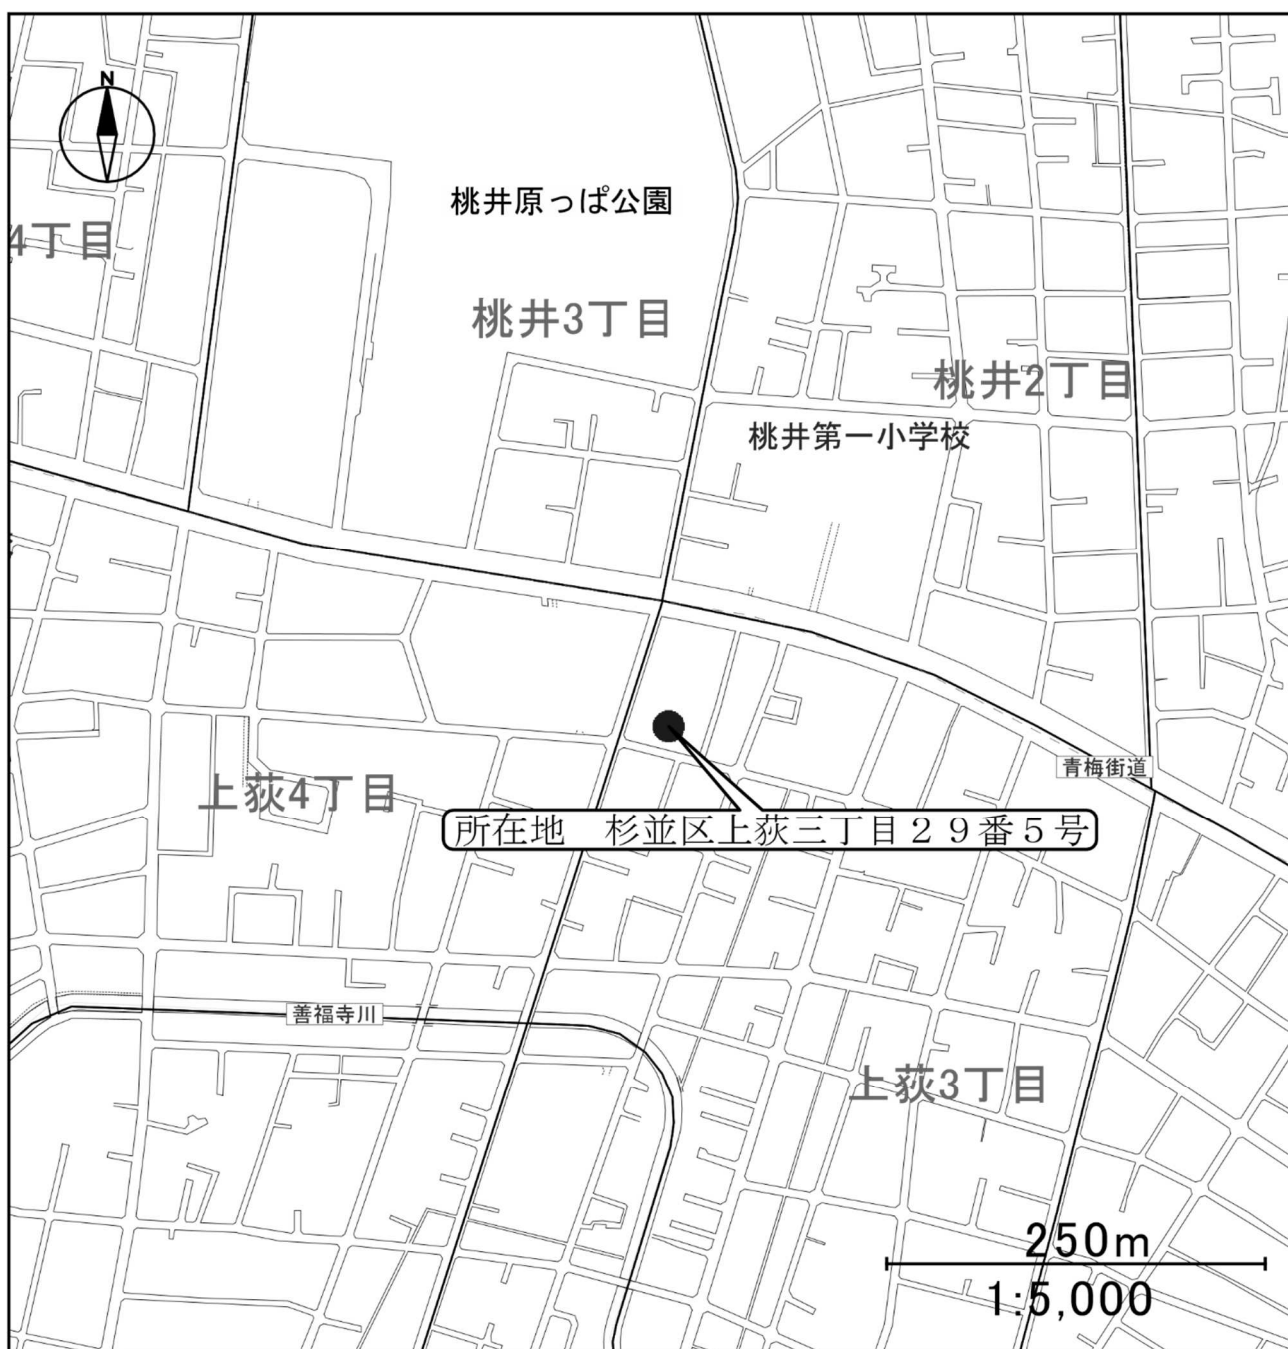 N
桃井原っぱ公園
4丁目
桃井3丁目
桃井2丁目
桃井第一小学校
青梅街道
上荻4丁目
所在地　杉並区上荻三丁目２９番５号
善福寺川
上荻3丁目
250m
1:5,000